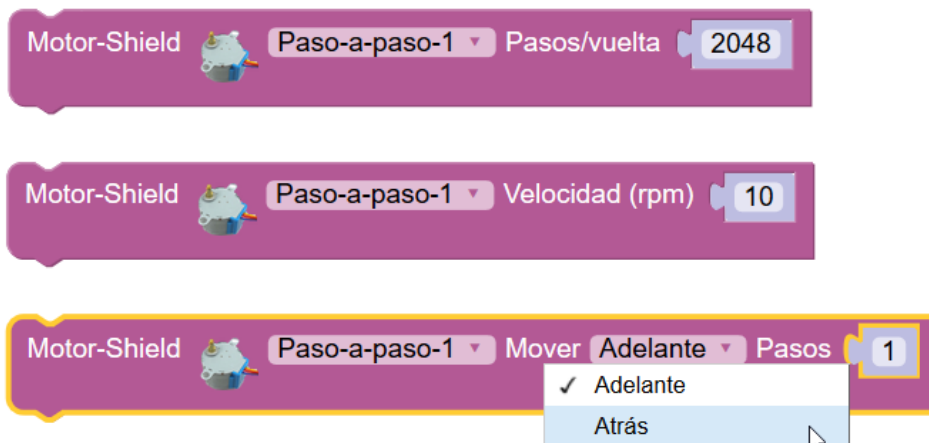 Motor-Shield Paso-a-paso-1 Pasos/vuelta 2048
Motor-Shield Paso-a-paso-1 Velocidad (rpm) 10
Motor-Shield Paso-a-paso-1 Mover Adelante Pasos 1
Adelante
Atrás